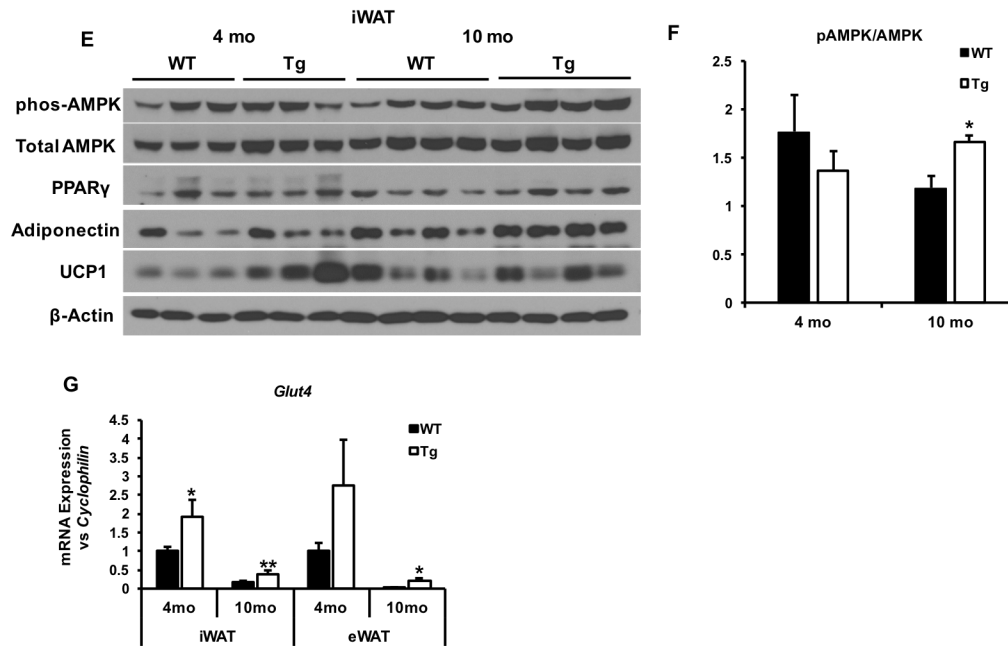 iWAT
E 4 mo 10 mo
WT Tg WT Tg
phos-AMPK
Total AMPK
PPARγ
Adiponectin
UCP1
β-Actin
F pAMPK/AMPK
WT
Tg
2.5
2
1.5
1
0.5
0
*
4 mo 10 mo
G Glut4
WT
Tg
mRNA Expression
vs Cyclophilin
4.5
4
3.5
3
2.5
2
1.5
1
0.5
0
* ** *
4mo 10mo 4mo 10mo
iWAT eWAT